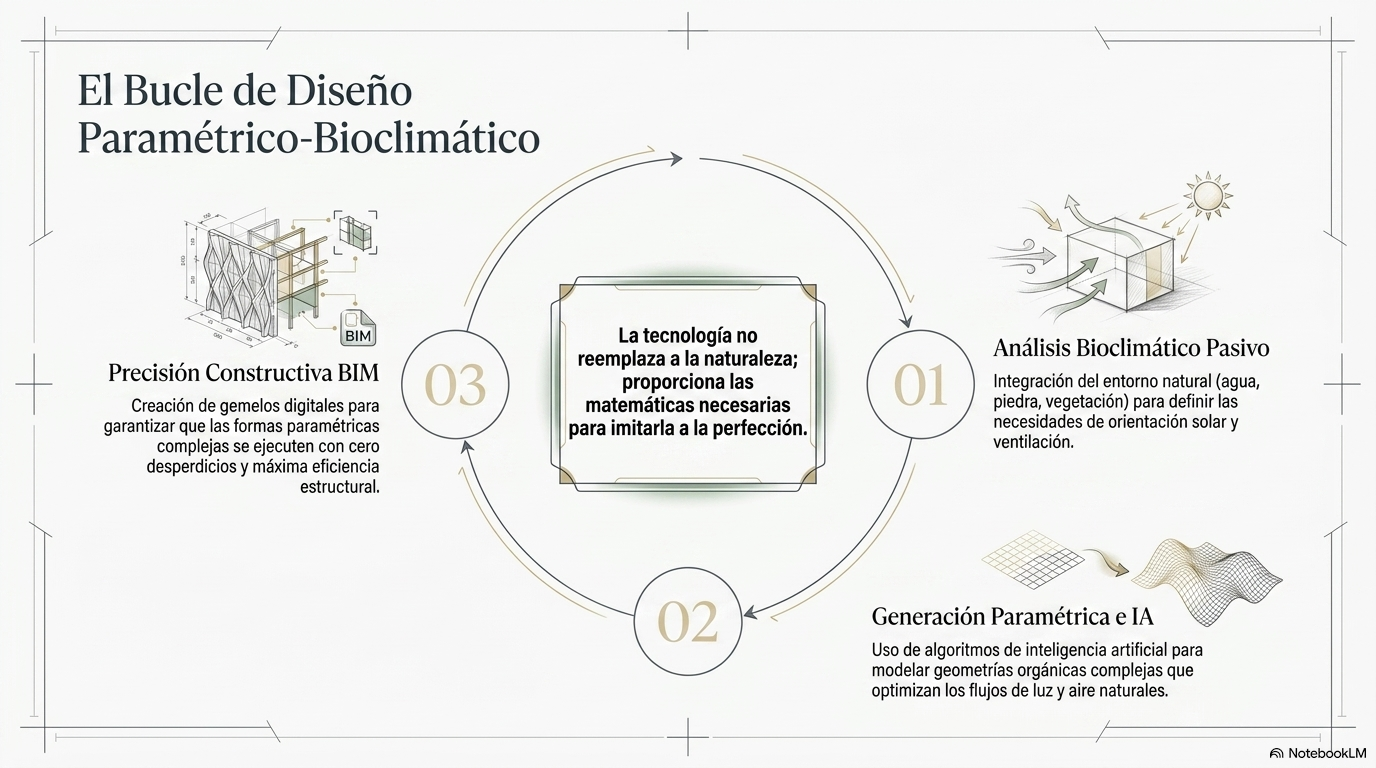 El Bucle de Diseño
Paramétrico-Bioclimático
01
Análisis Bioclimático Pasivo
Integración del entorno natural (agua,
piedra, vegetación) para definir las
necesidades de orientación solar y
ventilación.
02
Generación Paramétrica e IA
Uso de algoritmos de inteligencia artificial para
modelar geometrías orgánicas complejas que
optimizan los flujos de luz y aire naturales.
03
BIM
Precisión Constructiva BIM
Creación de gemelos digitales para
garantizar que las formas paramétricas
complejas se ejecuten con cero
desperdicios y máxima eficiencia
estructural.
La tecnología no
reemplaza a la naturaleza;
proporciona las
matemáticas necesarias
para imitarla a la perfección.
NotebookLM